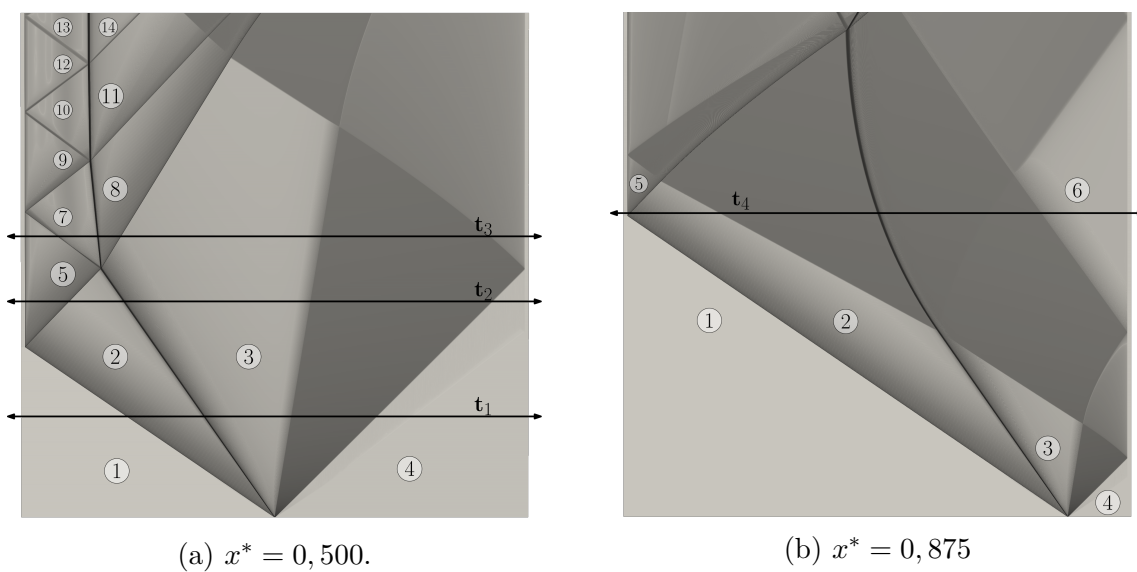 13 14
12
11
10
9
8
7
t₃
5
t₂
2 3
t₁
1 4
(a) x* = 0, 500.
5
6
t₄
1 2
3
4
(b) x* = 0, 875